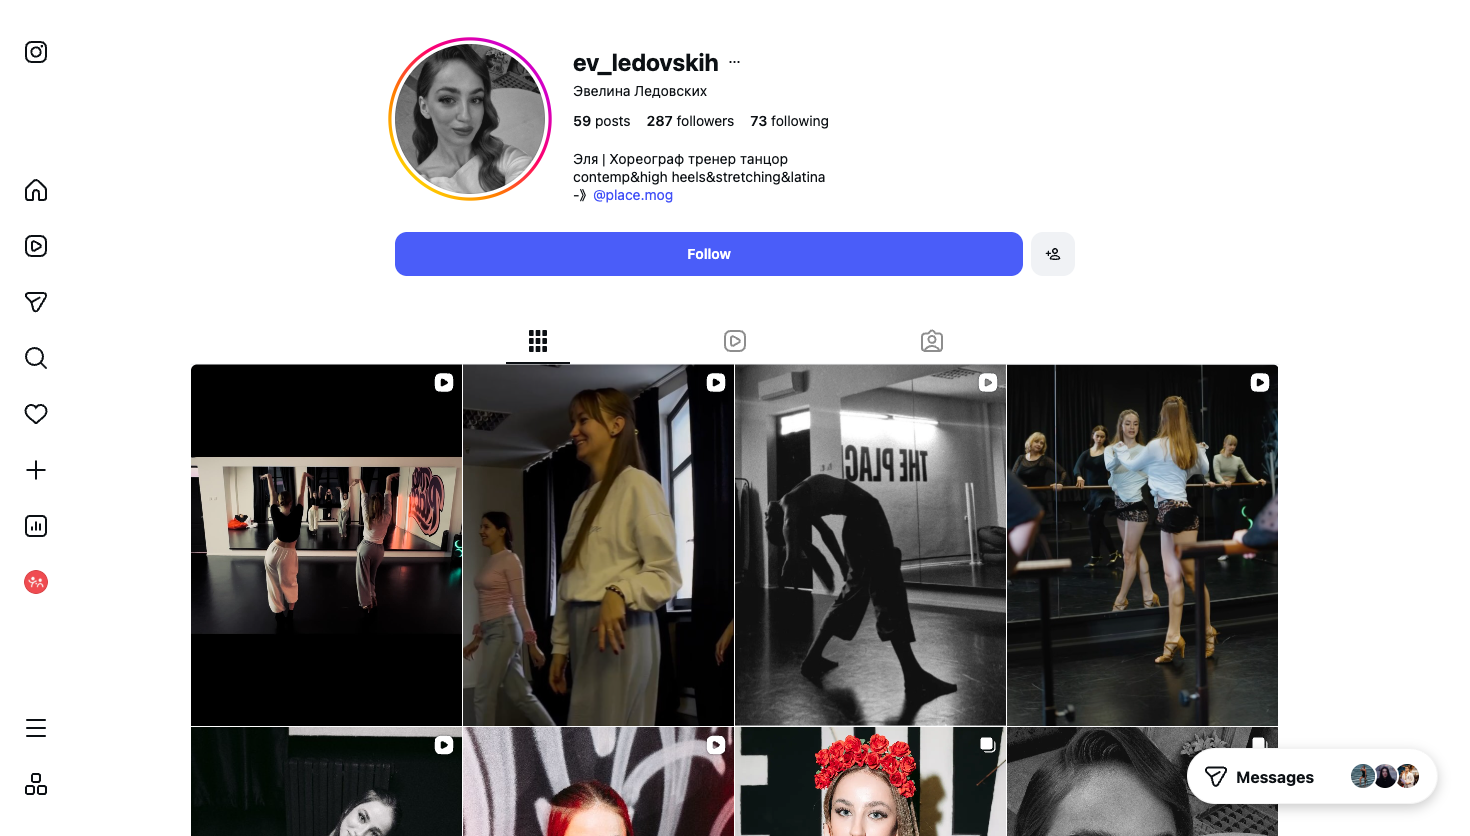 ev_ledovskih ...
Эвелина Ледовских
59 posts 287 followers 73 following
Эля | Хореограф тренер танцор
contemp&high heels&stretching&latina
-》 @place.mog
Follow
THE PLAC
Messages